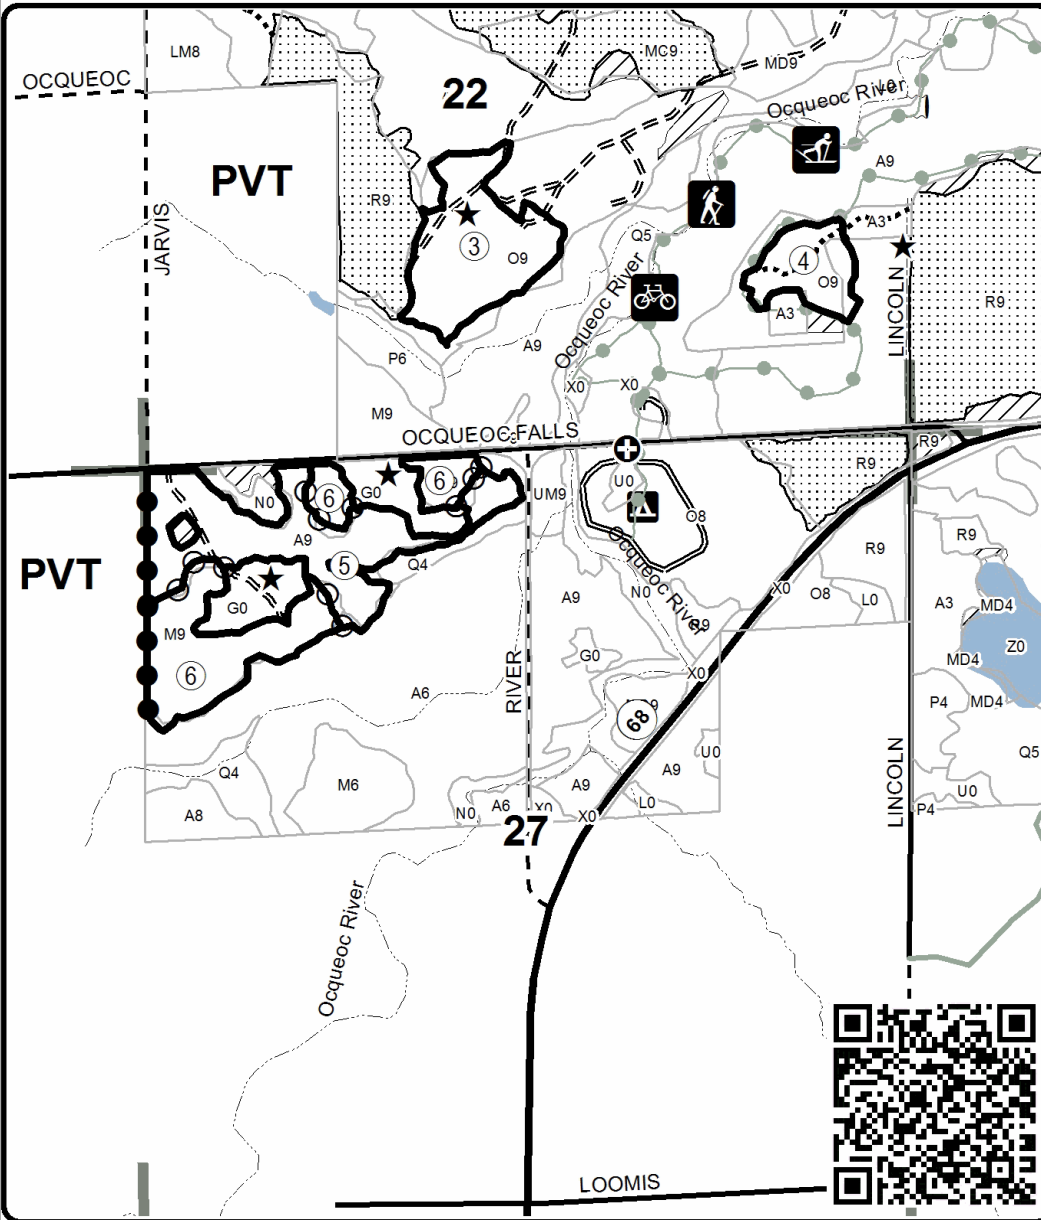 LM8
MC9
MD9
OCQUEOC
22
Ocqueoc River
L0
PVT
R9
A9
JARVIS
3
O9
Q5
A3
4
O9
Ocqueoc River
LINCOLN
R9
A3
P6
A9
X0
X0
M9
OCQUEOC FALLS
R9
R9
6
6
G0
N0
U0
UM9
O8
A9
PVT
5
Q4
Ocqueoc River
R9
R9
G0
A9
N0
X0
O8
L0
A3
MD4
M9
R9
Z0
G0
MD4
6
RIVER
X0
A6
P4
MD4
68
Q4
M6
A9
A9
U0
LINCOLN
Q5
U0
A8
N0
A6
X0
L0
X0
P4
27
Ocqueoc River
LOOMIS